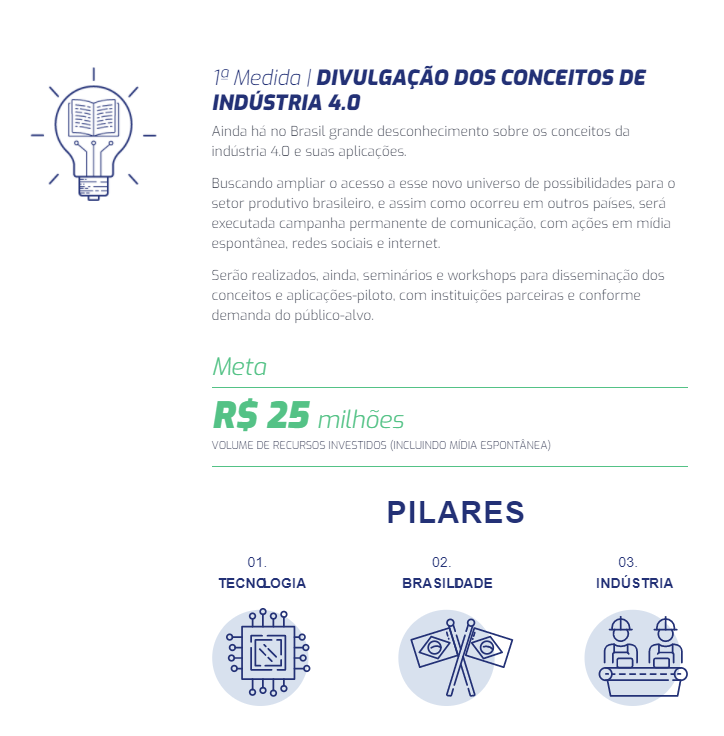 1ª Medida | DIVULGAÇÃO DOS CONCEITOS DE
INDÚSTRIA 4.0
Ainda há no Brasil grande desconhecimento sobre os conceitos da
indústria 4.0 e suas aplicações.
Buscando ampliar o acesso a esse novo universo de possibilidades para o
setor produtivo brasileiro, e assim como ocorreu em outros países, será
executada campanha permanente de comunicação, com ações em mídia
espontânea, redes sociais e internet.
Serão realizados, ainda, seminários e workshops para disseminação dos
conceitos e aplicações-piloto, com instituições parceiras e conforme
demanda do público-alvo.
Meta
R$ 25 milhões
VOLUME DE RECURSOS INVESTIDOS (INCLUINDO MÍDIA ESPONTÂNEA)
PILARES
01.
TECNOLOGIA
02.
BRASILDADE
03.
INDÚSTRIA